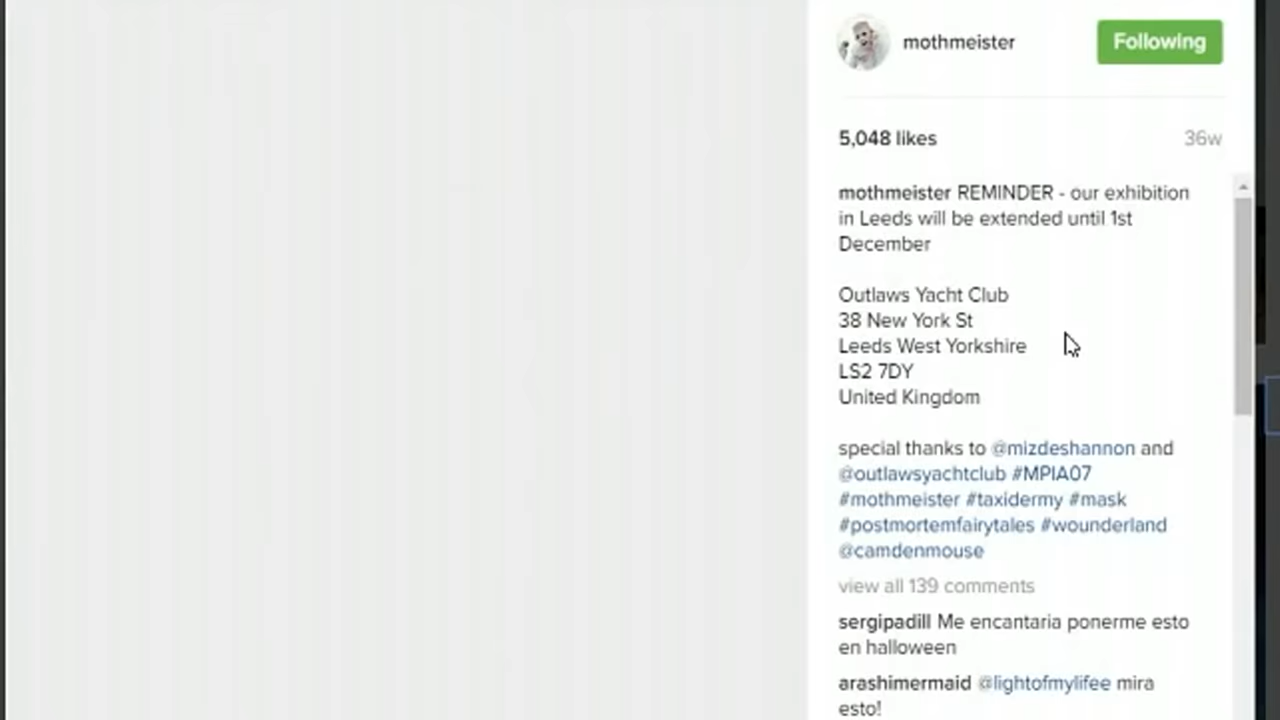 mothmeister
Following
5,048 likes
36w
mothmeister REMINDER - our exhibition
in Leeds will be extended until 1st
December
Outlaws Yacht Club
38 New York St
Leeds West Yorkshire
LS2 7DY
United Kingdom
special thanks to @mizdeshannon and
@outlawsyachtclub #MPIA07
#mothmeister #taxidermy #mask
#postmortemfairytales #wounderland
@camdenmouse
view all 139 comments
sergipadill Me encantaria ponerme esto
en halloween
arashimermaid @lightofmylifee mira
esto!